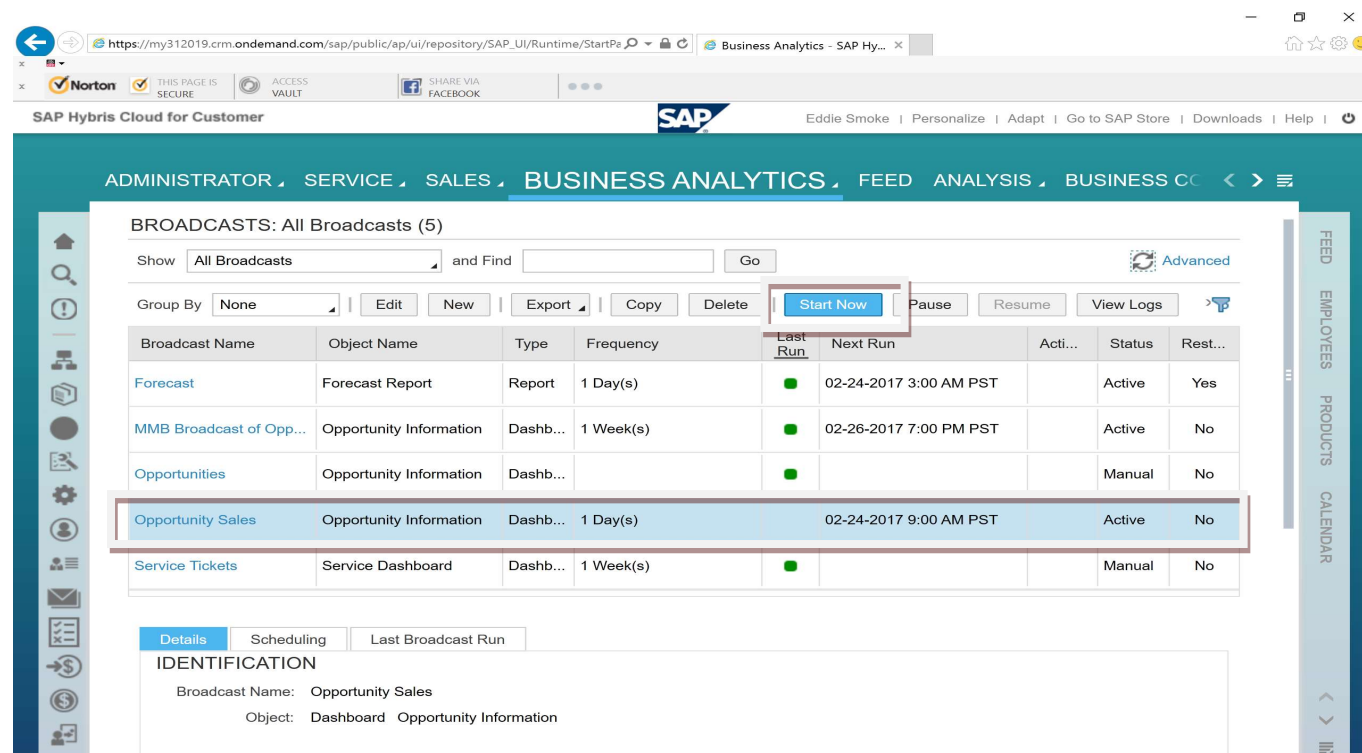 https://my312019.crm.ondemand.com/sap/public/ap/ui/repository/SAP_UI/Runtime/StartPa
Business Analytics - SAP Hy...
Norton THIS PAGE IS SECURE ACCESS VAULT SHARE VIA FACEBOOK
SAP Hybris Cloud for Customer SAP Eddie Smoke | Personalize | Adapt | Go to SAP Store | Downloads | Help |
ADMINISTRATOR SERVICE SALES BUSINESS ANALYTICS FEED ANALYSIS BUSINESS CO
BROADCASTS: All Broadcasts (5)
Show All Broadcasts and Find Go Advanced
Group By None | Edit New | Export | Copy Delete | Start Now Pause Resume View Logs
Broadcast Name Object Name Type Frequency Last Run Next Run Acti... Status Rest...
Forecast Forecast Report Report 1 Day(s) 02-24-2017 3:00 AM PST Active Yes
MMB Broadcast of Opp... Opportunity Information Dashb... 1 Week(s) 02-26-2017 7:00 PM PST Active No
Opportunities Opportunity Information Dashb... Manual No
Opportunity Sales Opportunity Information Dashb... 1 Day(s) 02-24-2017 9:00 AM PST Active No
Service Tickets Service Dashboard Dashb... 1 Week(s) Manual No
Details Scheduling Last Broadcast Run
IDENTIFICATION
Broadcast Name: Opportunity Sales
Object: Dashboard Opportunity Information
FEED
EMPLOYEES
PRODUCTS
CALENDAR